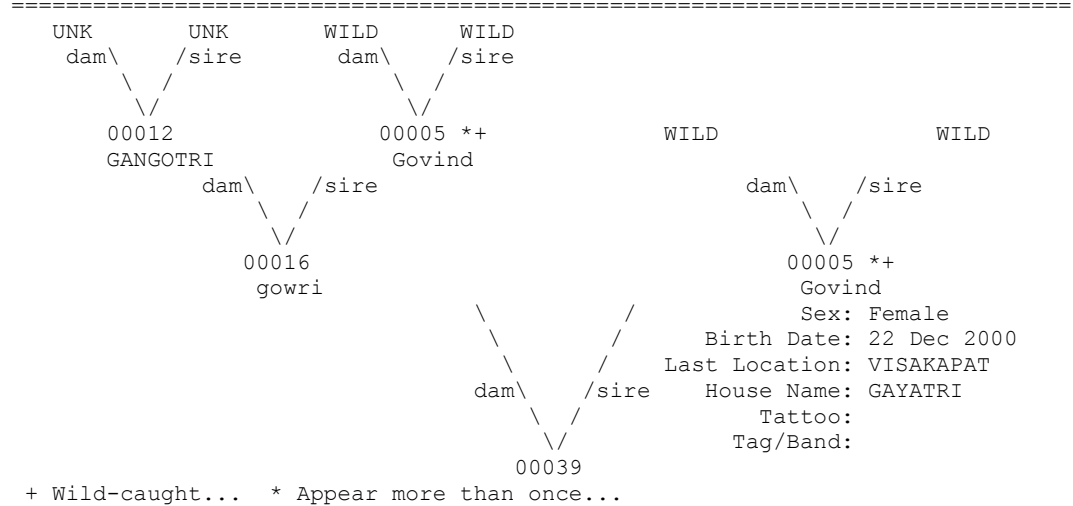 ================================================================================
   UNK       UNK       WILD      WILD
    dam\    /sire       dam\    /sire
        \  /                \  /
         \/                  \/
       00012               00005 *+             WILD                WILD
       GANGOTRI             Govind
              dam\    /sire                           dam\    /sire
                  \  /                                    \  /
                   \/                                      \/
                 00016                                   00005 *+
                  gowri                                   Govind
                                  \          /            Sex: Female
                                   \        /      Birth Date: 22 Dec 2000
                                    \      /    Last Location: VISAKAPAT
                                  dam\    /sire    House Name: GAYATRI
                                      \  /             Tattoo:
                                       \/            Tag/Band:
                                     00039
 + Wild-caught...  * Appear more than once...